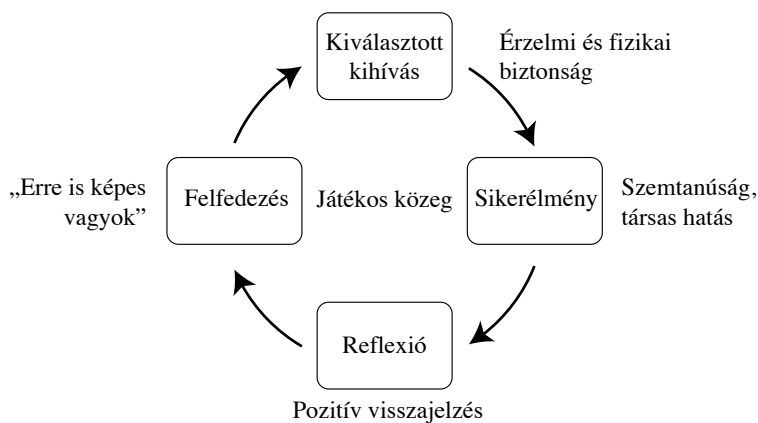 Kiválasztott
kihívás
Érzelmi és fizikai
biztonság
„Erre is képes
vagyok”
Felfedezés
Játékos közeg
Sikerélmény
Szemtanúság,
társas hatás
Reflexió
Pozitív visszajelzés